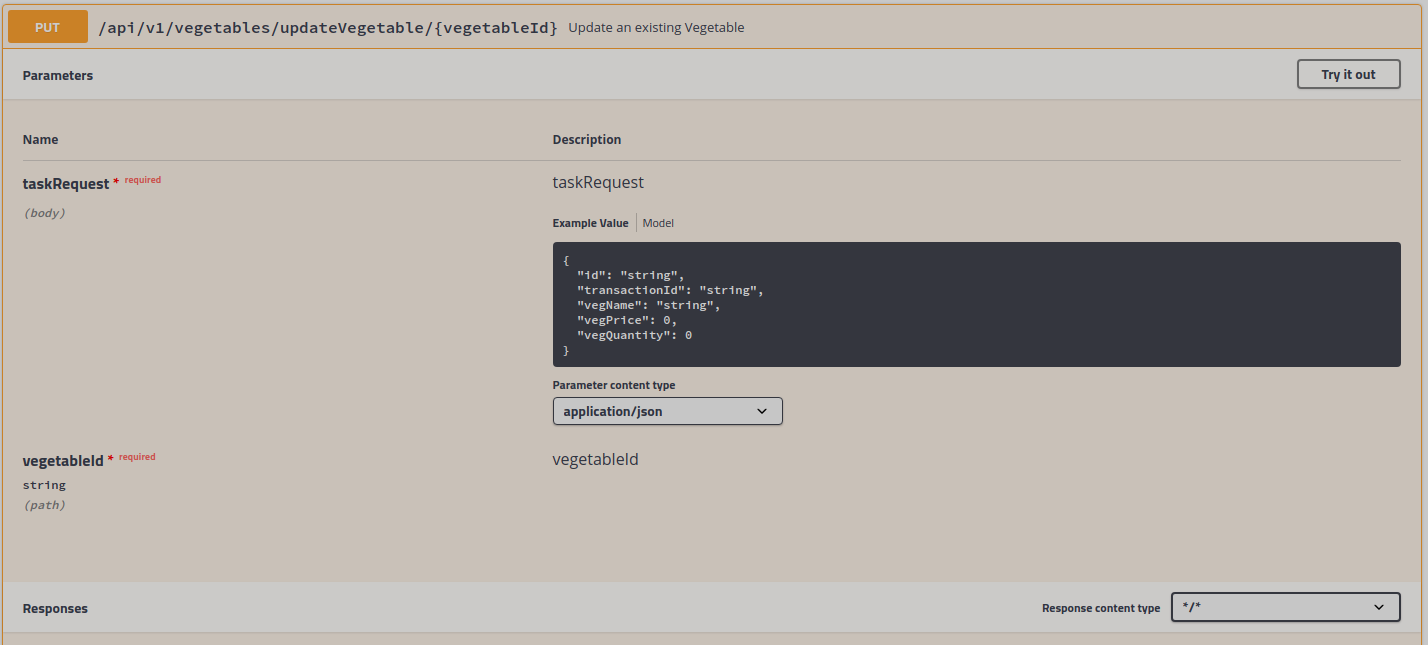 PUT /api/v1/vegetables/updateVegetable/{vegetableId} Update an existing Vegetable
Parameters Try it out
Name Description
taskRequest * required taskRequest
(body)
Example Value Model
{
  "id": "string",
  "transactionId": "string",
  "vegName": "string",
  "vegPrice": 0,
  "vegQuantity": 0
}
Parameter content type
application/json
vegetableId * required vegetableId
string
(path)
Responses Response content type */*